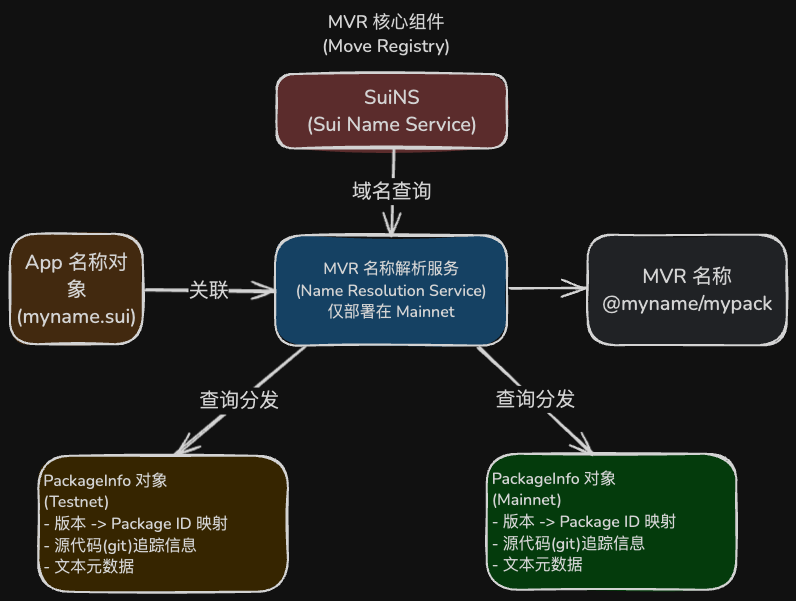 MVR 核心组件
(Move Registry)
SuiNS
(Sui Name Service)
域名查询
App 名称对
象
(myname.sui)
关联
MVR 名称解析服务
(Name Resolution Service)
仅部署在 Mainnet
MVR 名称
@myname/mypack
查询分发
查询分发
PackageInfo 对象
(Testnet)
- 版本 -> Package ID 映射
- 源代码(git)追踪信息
- 文本元数据
PackageInfo 对象
(Mainnet)
- 版本 -> Package ID 映射
- 源代码(git)追踪信息
- 文本元数据